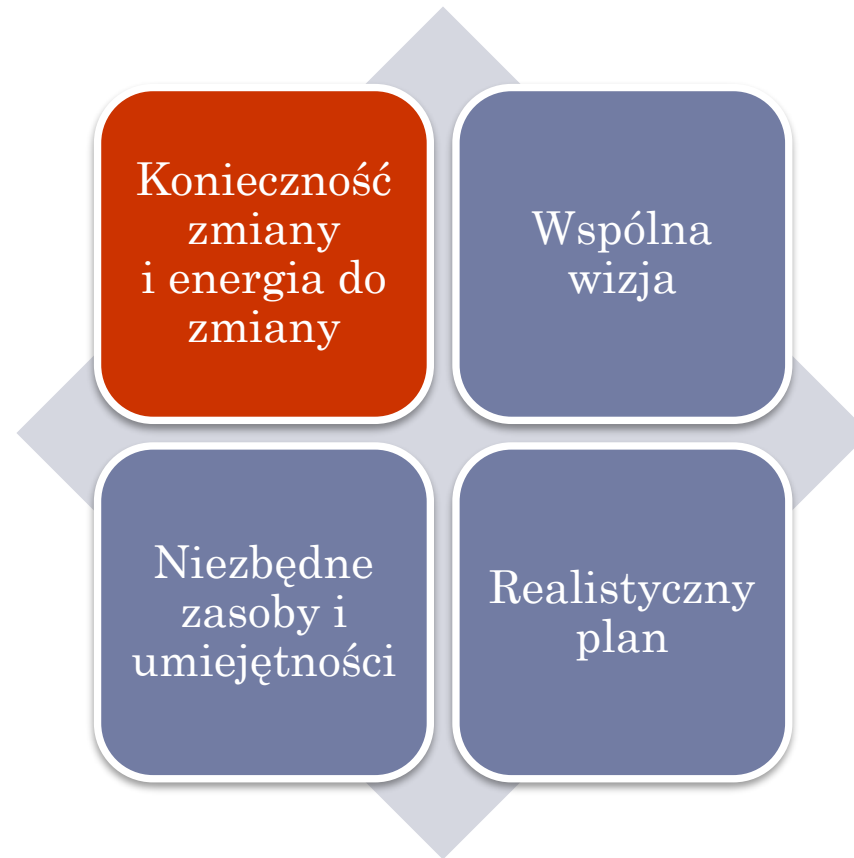 Konieczność
zmiany
i energia do
zmiany
Wspólna
wizja
Niezbędne
zasoby i
umiejętności
Realistyczny
plan